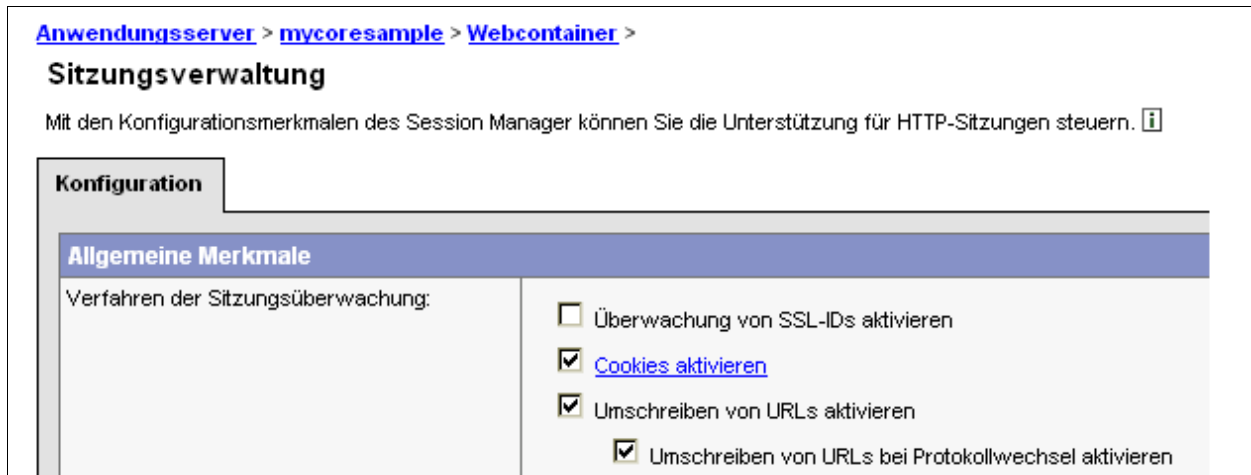 Anwendungsserver > mycoresample > Webcontainer >
Sitzungsverwaltung
Mit den Konfigurationsmerkmalen des Session Manager können Sie die Unterstützung für HTTP-Sitzungen steuern. i
Konfiguration
Allgemeine Merkmale
Verfahren der Sitzungsüberwachung:
Überwachung von SSL-IDs aktivieren
Cookies aktivieren
Umschreiben von URLs aktivieren
Umschreiben von URLs bei Protokollwechsel aktivieren